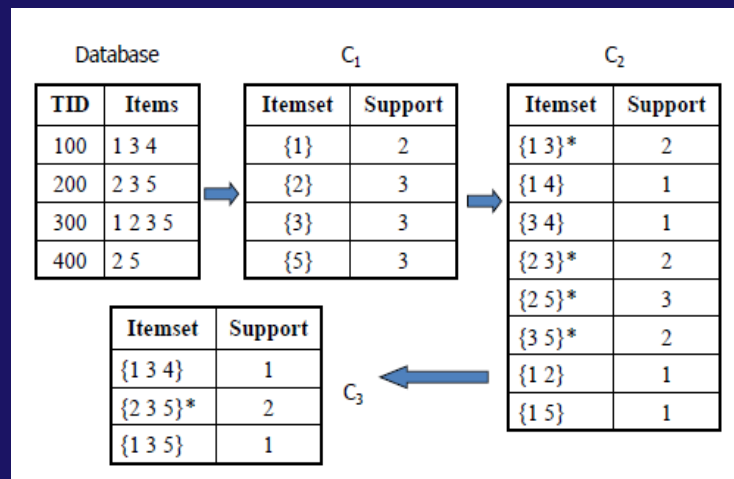 Database
TID Items
100 1 3 4
200 2 3 5
300 1 2 3 5
400 2 5
C₁
Itemset Support
{1} 2
{2} 3
{3} 3
{5} 3
C₂
Itemset Support
{1 3}* 2
{1 4} 1
{3 4} 1
{2 3}* 2
{2 5}* 3
{3 5}* 2
{1 2} 1
{1 5} 1
Itemset Support
{1 3 4} 1
{2 3 5}* 2
{1 3 5} 1
C₃